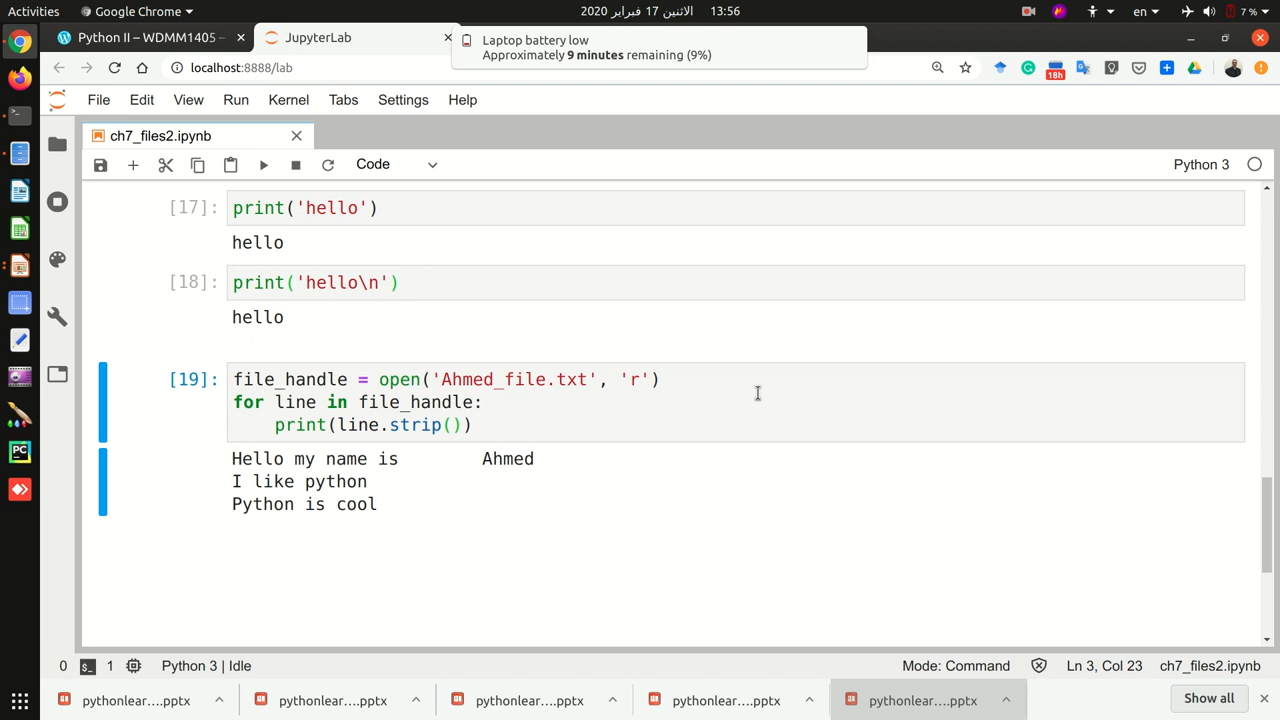 Activities
Google Chrome
الاثنين 17 فبراير 2020 13:56
en
7 %
Python II – WDMM1405 –
JupyterLab
Laptop battery low
Approximately 9 minutes remaining (9%)
localhost:8888/lab
18h
File Edit View Run Kernel Tabs Settings Help
ch7_files2.ipynb
Code
Python 3
[17]: print('hello')
hello
[18]: print('hello\n')
hello
[19]: file_handle = open('Ahmed_file.txt', 'r')
for line in file_handle:
print(line.strip())
Hello my name is Ahmed
I like python
Python is cool
0 $_ 1 Python 3 | Idle Mode: Command Ln 3, Col 23 ch7_files2.ipynb
pythonlear....pptx pythonlear....pptx pythonlear....pptx pythonlear....pptx pythonlear....pptx Show all
PC